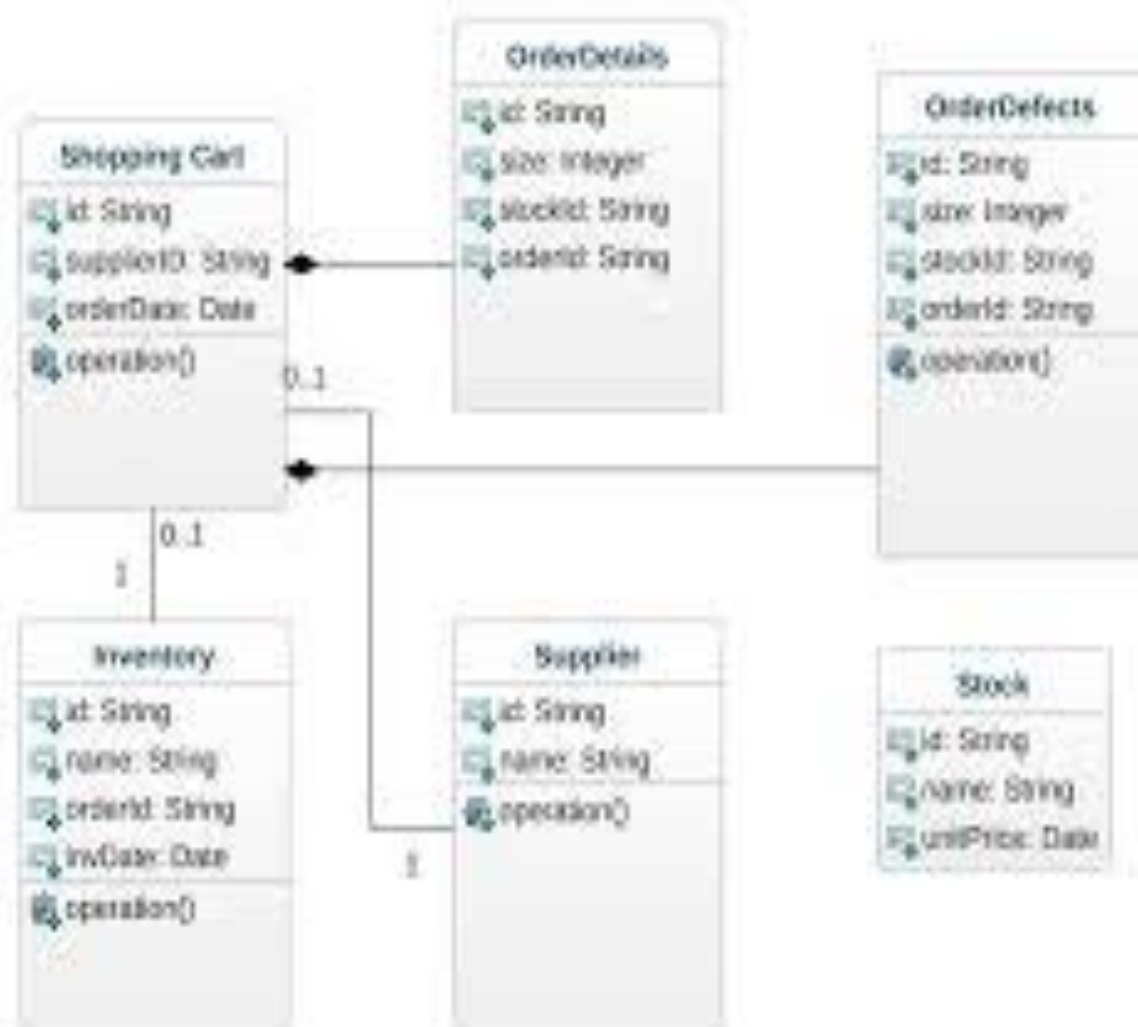 OrderDetails
id: String
size: Integer
stockId: String
orderId: String
OrderDefects
id: String
size: Integer
stockId: String
orderId: String
operation()
Shopping Cart
id: String
supplierID: String
orderDate: Date
operation()
0..1
0..1
1
Inventory
id: String
name: String
orderId: String
invDate: Date
operation()
Supplier
id: String
name: String
operation()
1
Stock
id: String
name: String
unitPrice: Date